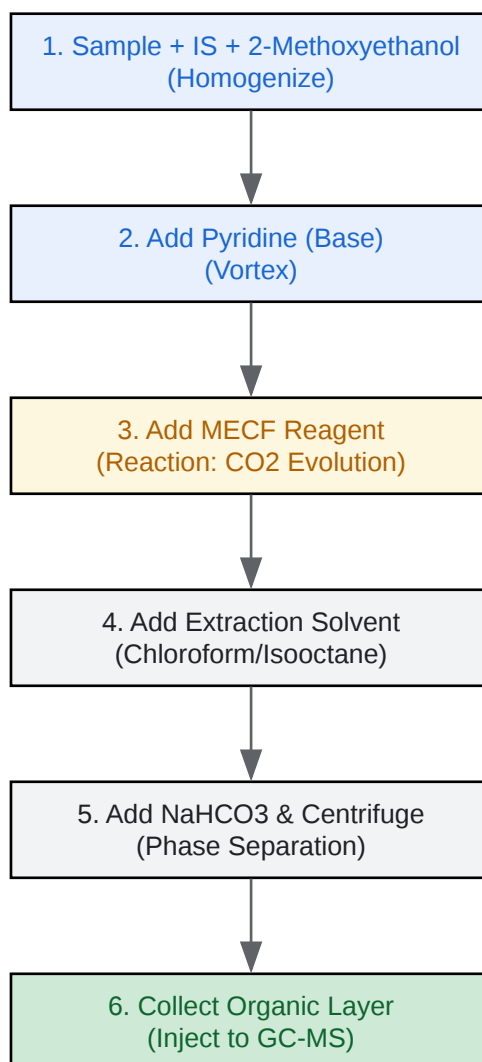 1. Sample + IS + 2-Methoxyethanol
(Homogenize)
2. Add Pyridine (Base)
(Vortex)
3. Add MECF Reagent
(Reaction: CO2 Evolution)
4. Add Extraction Solvent
(Chloroform/Isooctane)
5. Add NaHCO3 & Centrifuge
(Phase Separation)
6. Collect Organic Layer
(Inject to GC-MS)